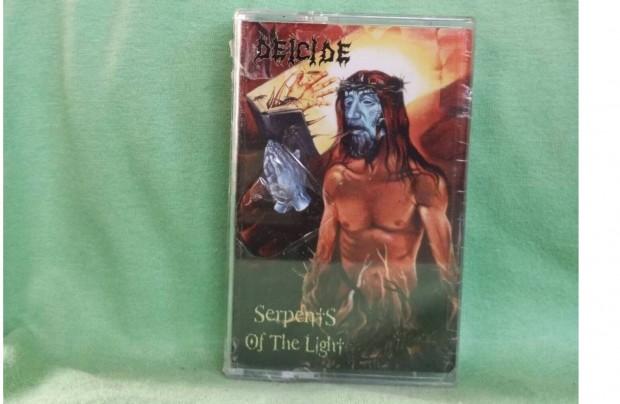 DEICIDE
Serpents
Of The Light